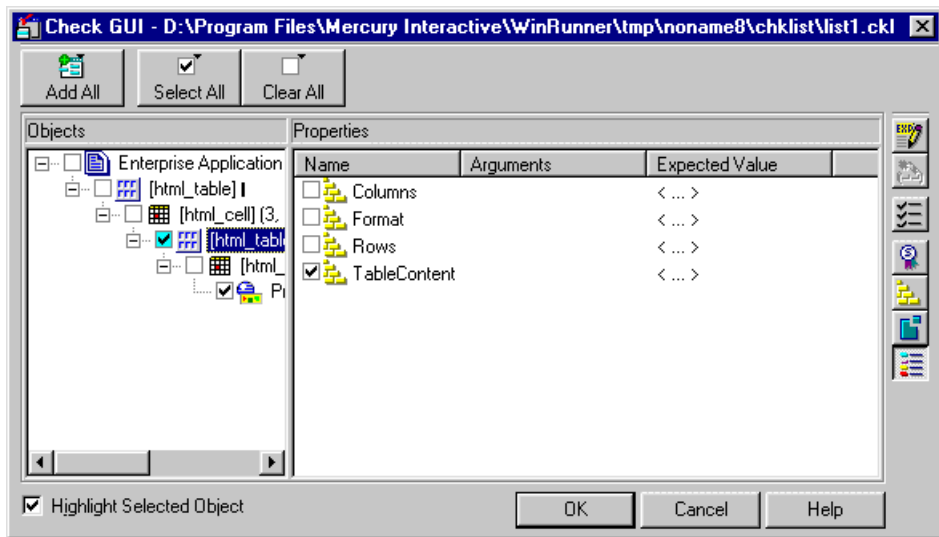 Check GUI - D:\Program Files\Mercury Interactive\WinRunner\tmp\noname8\chklist\list1.ckl
Add All Select All Clear All
Objects Properties
Enterprise Application
[html_table]
[html_cell] (3,
[html_tabl
[html_
Name Arguments Expected Value
Columns < ... >
Format < ... >
Rows < ... >
TableContent < ... >
Highlight Selected Object
OK Cancel Help